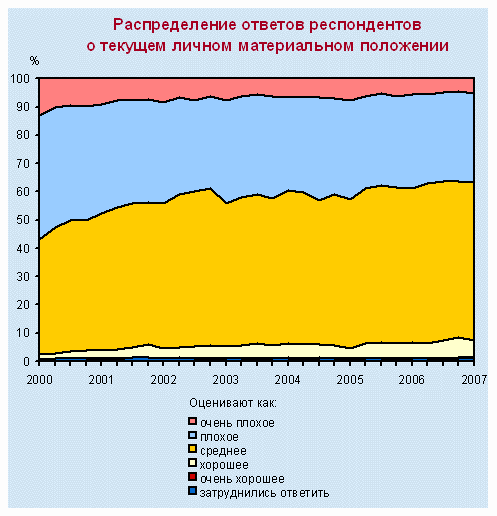 Распределение ответов респондентов
о текущем личном материальном положении
%
100
90
80
70
60
50
40
30
20
10
0
2000 2001 2002 2003 2004 2005 2006 2007
Оценивают как:
очень плохое
плохое
среднее
хорошее
очень хорошее
затруднились ответить